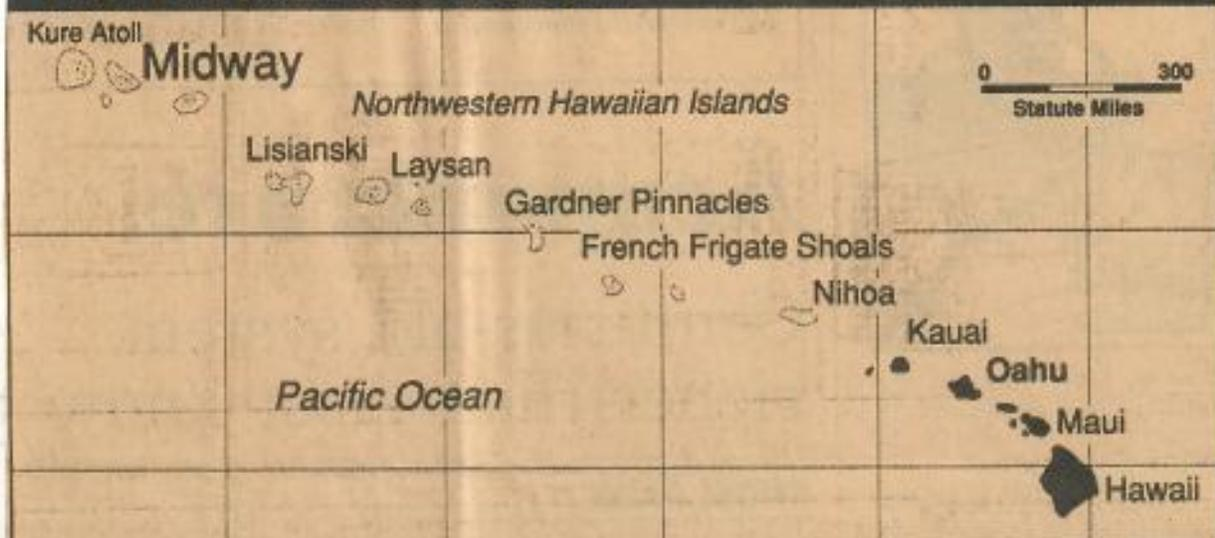 Kure Atoll
Midway
0 300
Statute Miles
Northwestern Hawaiian Islands
Lisianski
Laysan
Gardner Pinnacles
French Frigate Shoals
Nihoa
Kauai
Oahu
Pacific Ocean
Maui
Hawaii